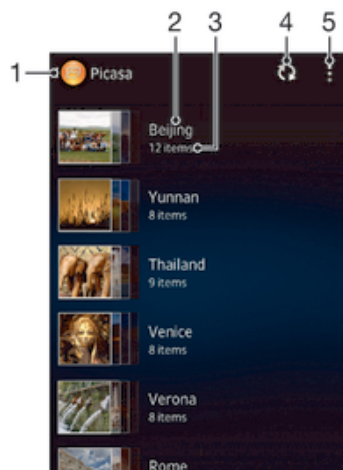 2 3 4 5
1 Picasa
Beijing
12 items
Yunnan
8 items
Thailand
9 items
Venice
8 items
Verona
8 items
Rome